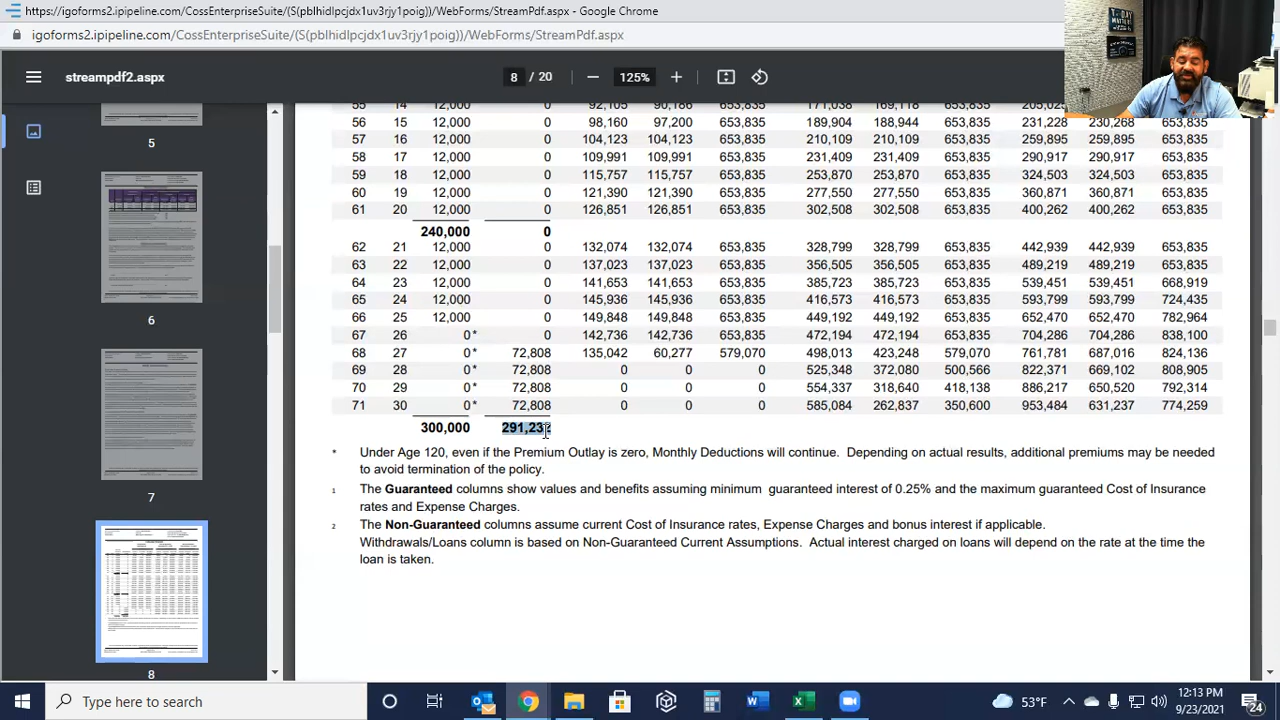 https://igoforms2.ipipeline.com/CossEnterpriseSuite/(S(pblhidlpcjdx1uv3rjy1poig))/WebForms/StreamPdf.aspx - Google Chrome
igoforms2.ipipeline.com/CossEnterpriseSuite/(S(pblhidlpcjdx1uv3 poig))/WebForms/StreamPdf.aspx
streampdf2.aspx
8 / 20
125%
5
6
7
8
55 14 12,000 0 92,105 90,186 653,835 171,038 169,118 653,835 653,835
56 15 12,000 0 98,160 97,200 653,835 189,904 188,944 653,835 231,228 230,268 653,835
57 16 12,000 0 104,123 104,123 653,835 210,109 210,109 653,835 259,895 259,895 653,835
58 17 12,000 0 109,991 109,991 653,835 231,409 231,409 653,835 290,917 290,917 653,835
59 18 12,000 0 115,757 115,757 653,835 253,870 253,870 653,835 324,503 324,503 653,835
60 19 12,000 0 121,390 121,390 653,835 277,550 277,550 653,835 360,871 360,871 653,835
61 20 12,000 0 126,851 126,851 653,835 302,508 302,508 653,835 400,262 400,262 653,835
240,000 0
62 21 12,000 0 132,074 132,074 653,835 328,799 328,799 653,835 442,939 442,939 653,835
63 22 12,000 0 137,023 137,023 653,835 356,505 356,505 653,835 489,219 489,219 653,835
64 23 12,000 0 141,653 141,653 653,835 385,723 385,723 653,835 539,451 539,451 668,919
65 24 12,000 0 145,936 145,936 653,835 416,573 416,573 653,835 593,799 593,799 724,435
66 25 12,000 0 149,848 149,848 653,835 449,192 449,192 653,835 652,470 652,470 782,964
67 26 0* 0 142,736 142,736 653,835 472,194 472,194 653,835 704,286 704,286 838,100
68 27 0* 72,808 135,042 60,277 579,070 498,013 423,248 579,070 761,781 687,016 824,136
69 28 0* 72,808 0 0 0 525,348 372,080 500,566 822,371 669,102 808,905
70 29 0* 72,808 0 0 0 554,337 318,640 418,138 886,217 650,520 792,314
71 30 0* 72,808 0 0 0 585,084 262,837 350,600 953,484 631,237 774,259
300,000 291,232
* Under Age 120, even if the Premium Outlay is zero, Monthly Deductions will continue. Depending on actual results, additional premiums may be needed
to avoid termination of the policy.
1 The Guaranteed columns show values and benefits assuming minimum guaranteed interest of 0.25% and the maximum guaranteed Cost of Insurance
rates and Expense Charges.
2 The Non-Guaranteed columns assume current Cost of Insurance rates, Expense Charges and bonus interest if applicable.
Withdrawals/Loans column is based on Non-Guaranteed Current Assumptions. Actual interest charged on loans will depend on the rate at the time the
loan is taken.
Type here to search
53°F
12:13 PM
9/23/2021
24